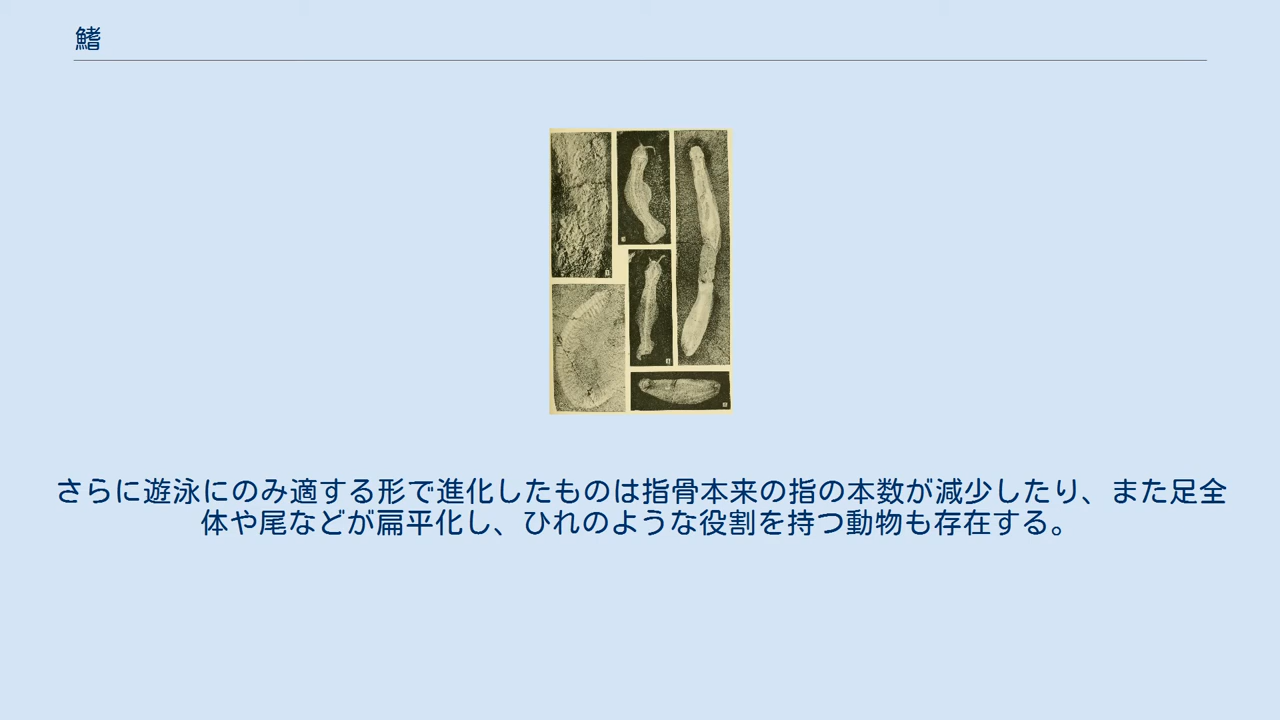 鰭
さらに遊泳にのみ適する形で進化したものは指骨本来の指の本数が減少したり、また足全
体や尾などが扁平化し、ひれのような役割を持つ動物も存在する。